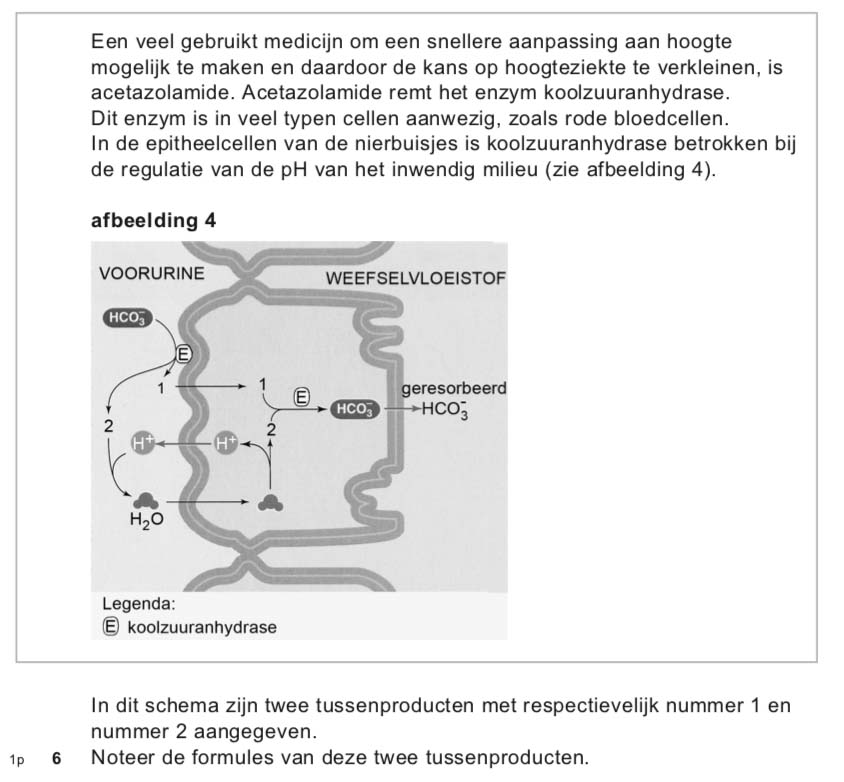 Een veel gebruikt medicijn om een snellere aanpassing aan hoogte
mogelijk te maken en daardoor de kans op hoogteziekte te verkleinen, is
acetazolamide. Acetazolamide remt het enzym koolzuuranhydrase.
Dit enzym is in veel typen cellen aanwezig, zoals rode bloedcellen.
In de epitheelcellen van de nierbuisjes is koolzuuranhydrase betrokken bij
de regulatie van de pH van het inwendig milieu (zie afbeelding 4).
afbeelding 4
VOORURINE
WEEFSELVLOEISTOF
HCO₃⁻
E
1
1
E
geresorbeerd
HCO₃⁻
HCO₃⁻
2
2
H⁺
H⁺
H₂O
Legenda:
E koolzuuranhydrase
In dit schema zijn twee tussenproducten met respectievelijk nummer 1 en
nummer 2 aangegeven.
1p 6 Noteer de formules van deze twee tussenproducten.